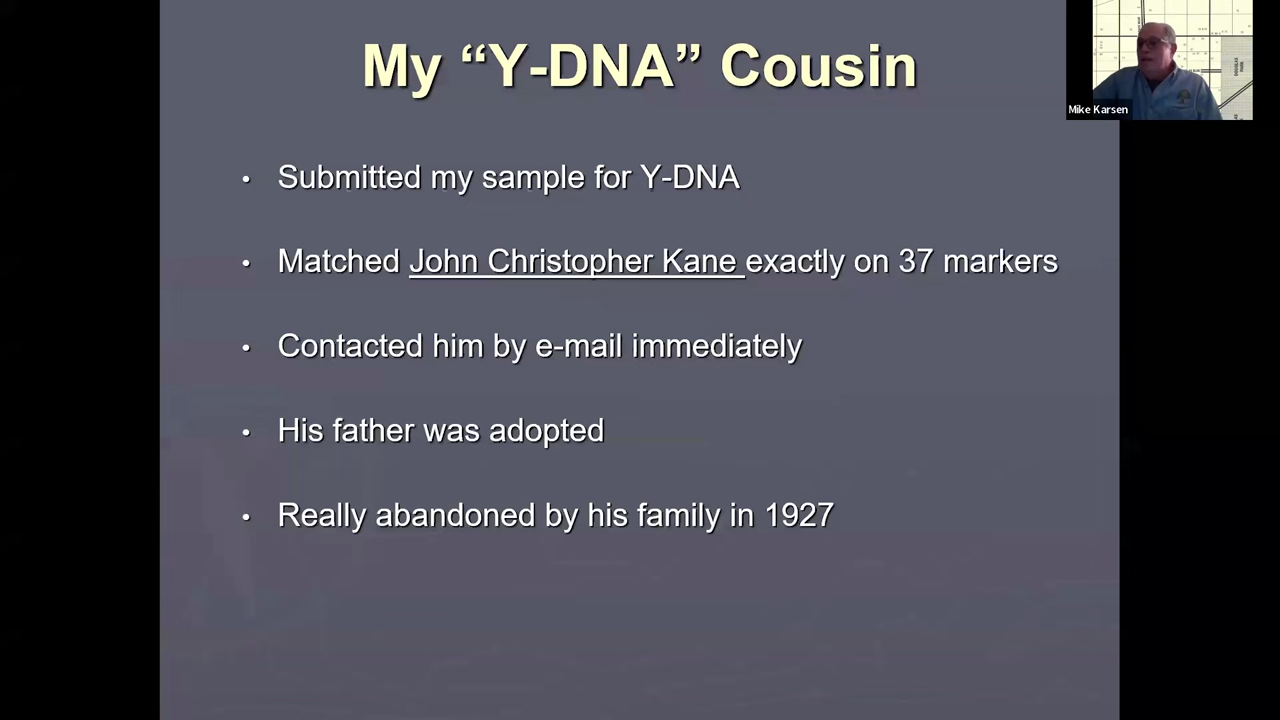 My “Y-DNA” Cousin
Mike Karsen
• Submitted my sample for Y-DNA
• Matched John Christopher Kane exactly on 37 markers
• Contacted him by e-mail immediately
• His father was adopted
• Really abandoned by his family in 1927